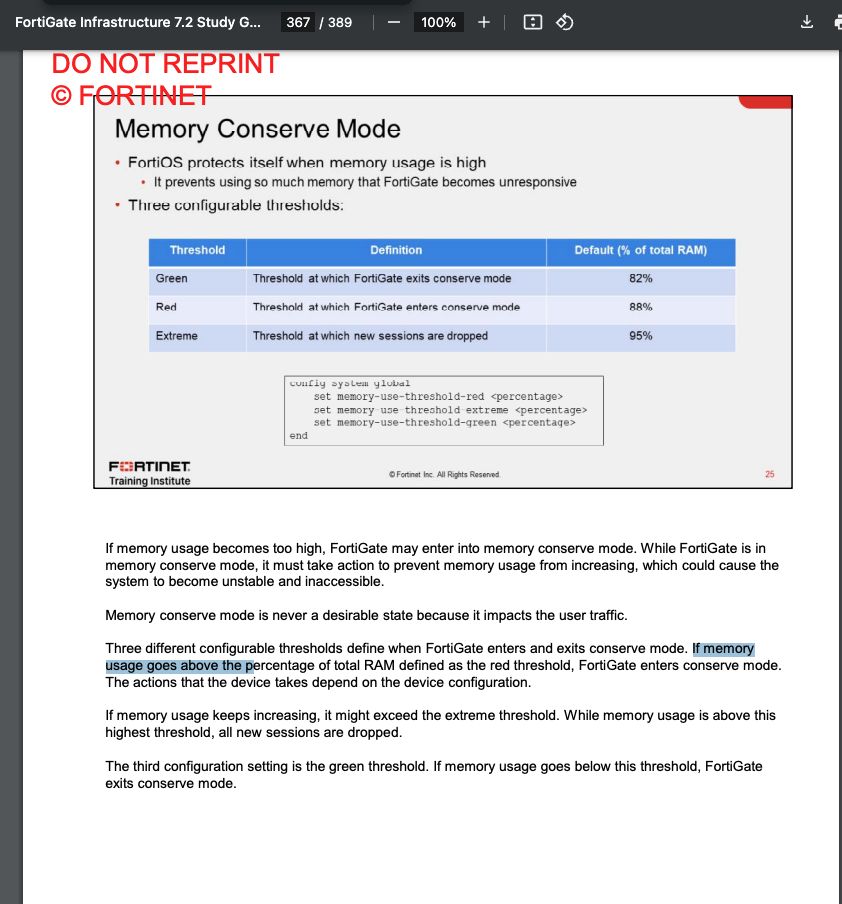 FortiGate Infrastructure 7.2 Study G... 367 / 389 | − 100% + |
DO NOT REPRINT
© FORTINET
Memory Conserve Mode
• FortiOS protects itself when memory usage is high
• It prevents using so much memory that FortiGate becomes unresponsive
• Three configurable thresholds:
Threshold Definition Default (% of total RAM)
Green Threshold at which FortiGate exits conserve mode 82%
Red Threshold at which FortiGate enters conserve mode 88%
Extreme Threshold at which new sessions are dropped 95%
config system global
set memory-use-threshold-red <percentage>
set memory-use-threshold-extreme <percentage>
set memory-use-threshold-green <percentage>
end
FORTINET
Training Institute
© Fortinet Inc. All Rights Reserved.
25
If memory usage becomes too high, FortiGate may enter into memory conserve mode. While FortiGate is in
memory conserve mode, it must take action to prevent memory usage from increasing, which could cause the
system to become unstable and inaccessible.
Memory conserve mode is never a desirable state because it impacts the user traffic.
Three different configurable thresholds define when FortiGate enters and exits conserve mode. If memory
usage goes above the percentage of total RAM defined as the red threshold, FortiGate enters conserve mode.
The actions that the device takes depend on the device configuration.
If memory usage keeps increasing, it might exceed the extreme threshold. While memory usage is above this
highest threshold, all new sessions are dropped.
The third configuration setting is the green threshold. If memory usage goes below this threshold, FortiGate
exits conserve mode.